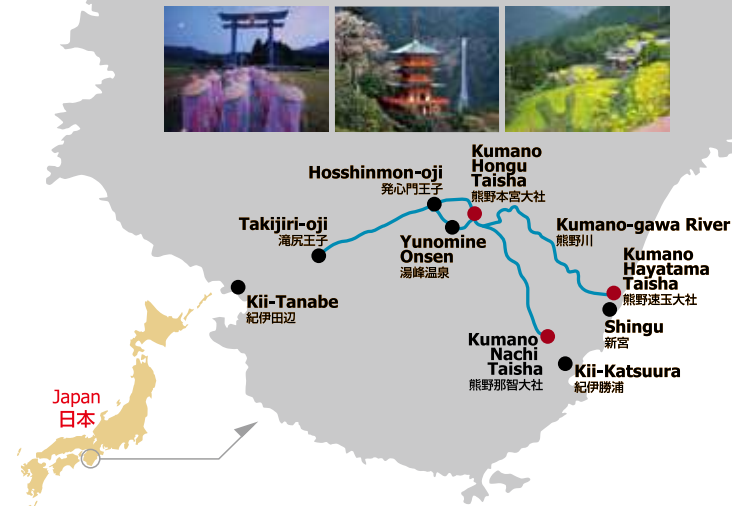 Kumano
Hongu
Taisha
熊野本宮大社
Hosshinmon-oji
発心門王子
Takijiri-oji
滝尻王子
Kumano-gawa River
熊野川
Yunomine
Onsen
湯峰温泉
Kumano
Hayatama
Taisha
熊野速玉大社
Kii-Tanabe
紀伊田辺
Shingu
新宮
Kumano
Nachi
Taisha
熊野那智大社
Kii-Katsuura
紀伊勝浦
Japan
日本